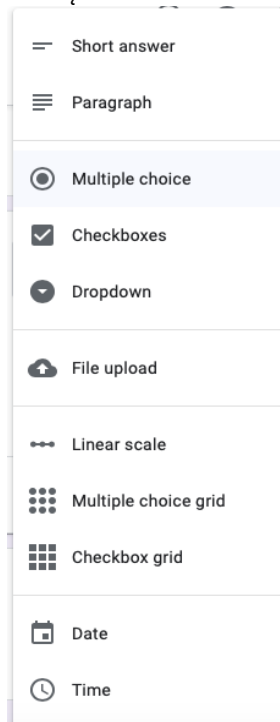 Short answer
Paragraph
Multiple choice
Checkboxes
Dropdown
File upload
Linear scale
Multiple choice grid
Checkbox grid
Date
Time